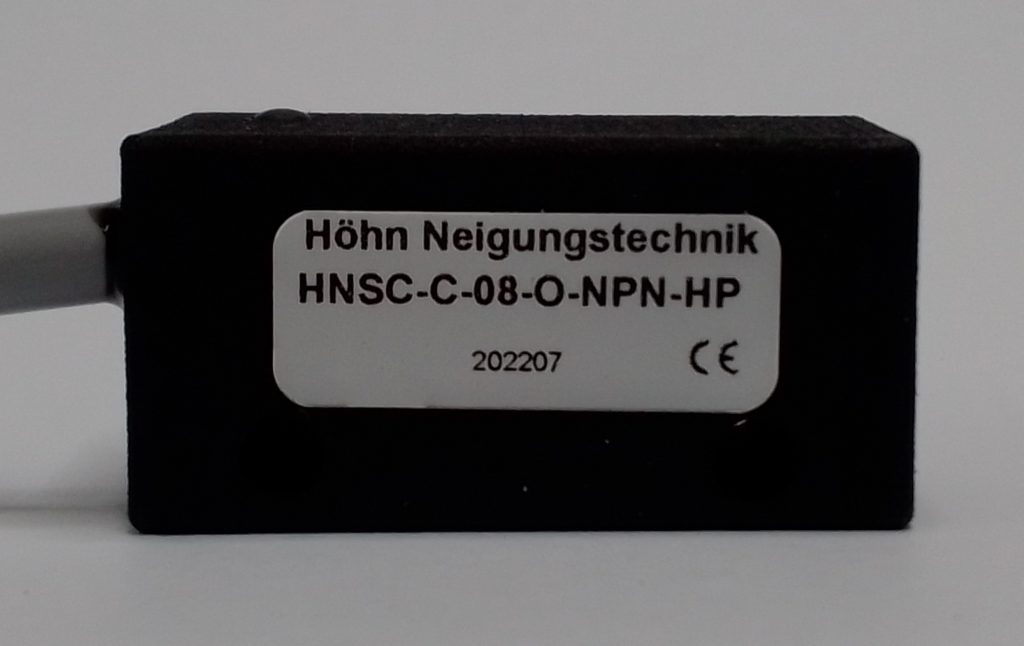 Höhn Neigungstechnik
HNSC-C-08-O-NPN-HP
202207 CE